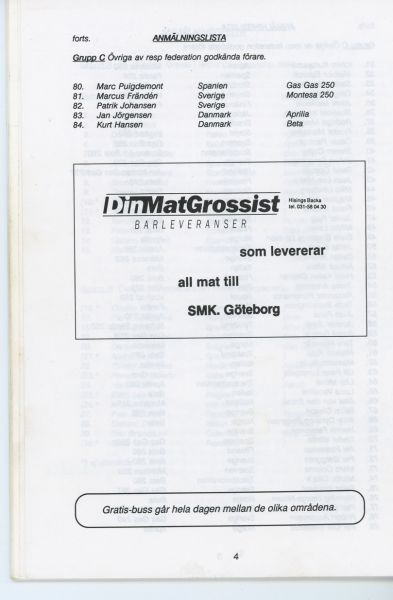 forts. ANMÄLNINGSLISTA
Grupp C Övriga av resp federation godkända förare.
80. Marc Puigdemont Spanien Gas Gas 250
81. Marcus Frändén Sverige Montesa 250
82. Patrik Johansen Sverige
83. Jan Jörgensen Danmark Aprilia
84. Kurt Hansen Danmark Beta
DinMatGrossist Hisings Backa
BARLEVERANSER tel. 031-58 04 30
som levererar
all mat till
SMK. Göteborg
Gratis-buss går hela dagen mellan de olika områdena.
4